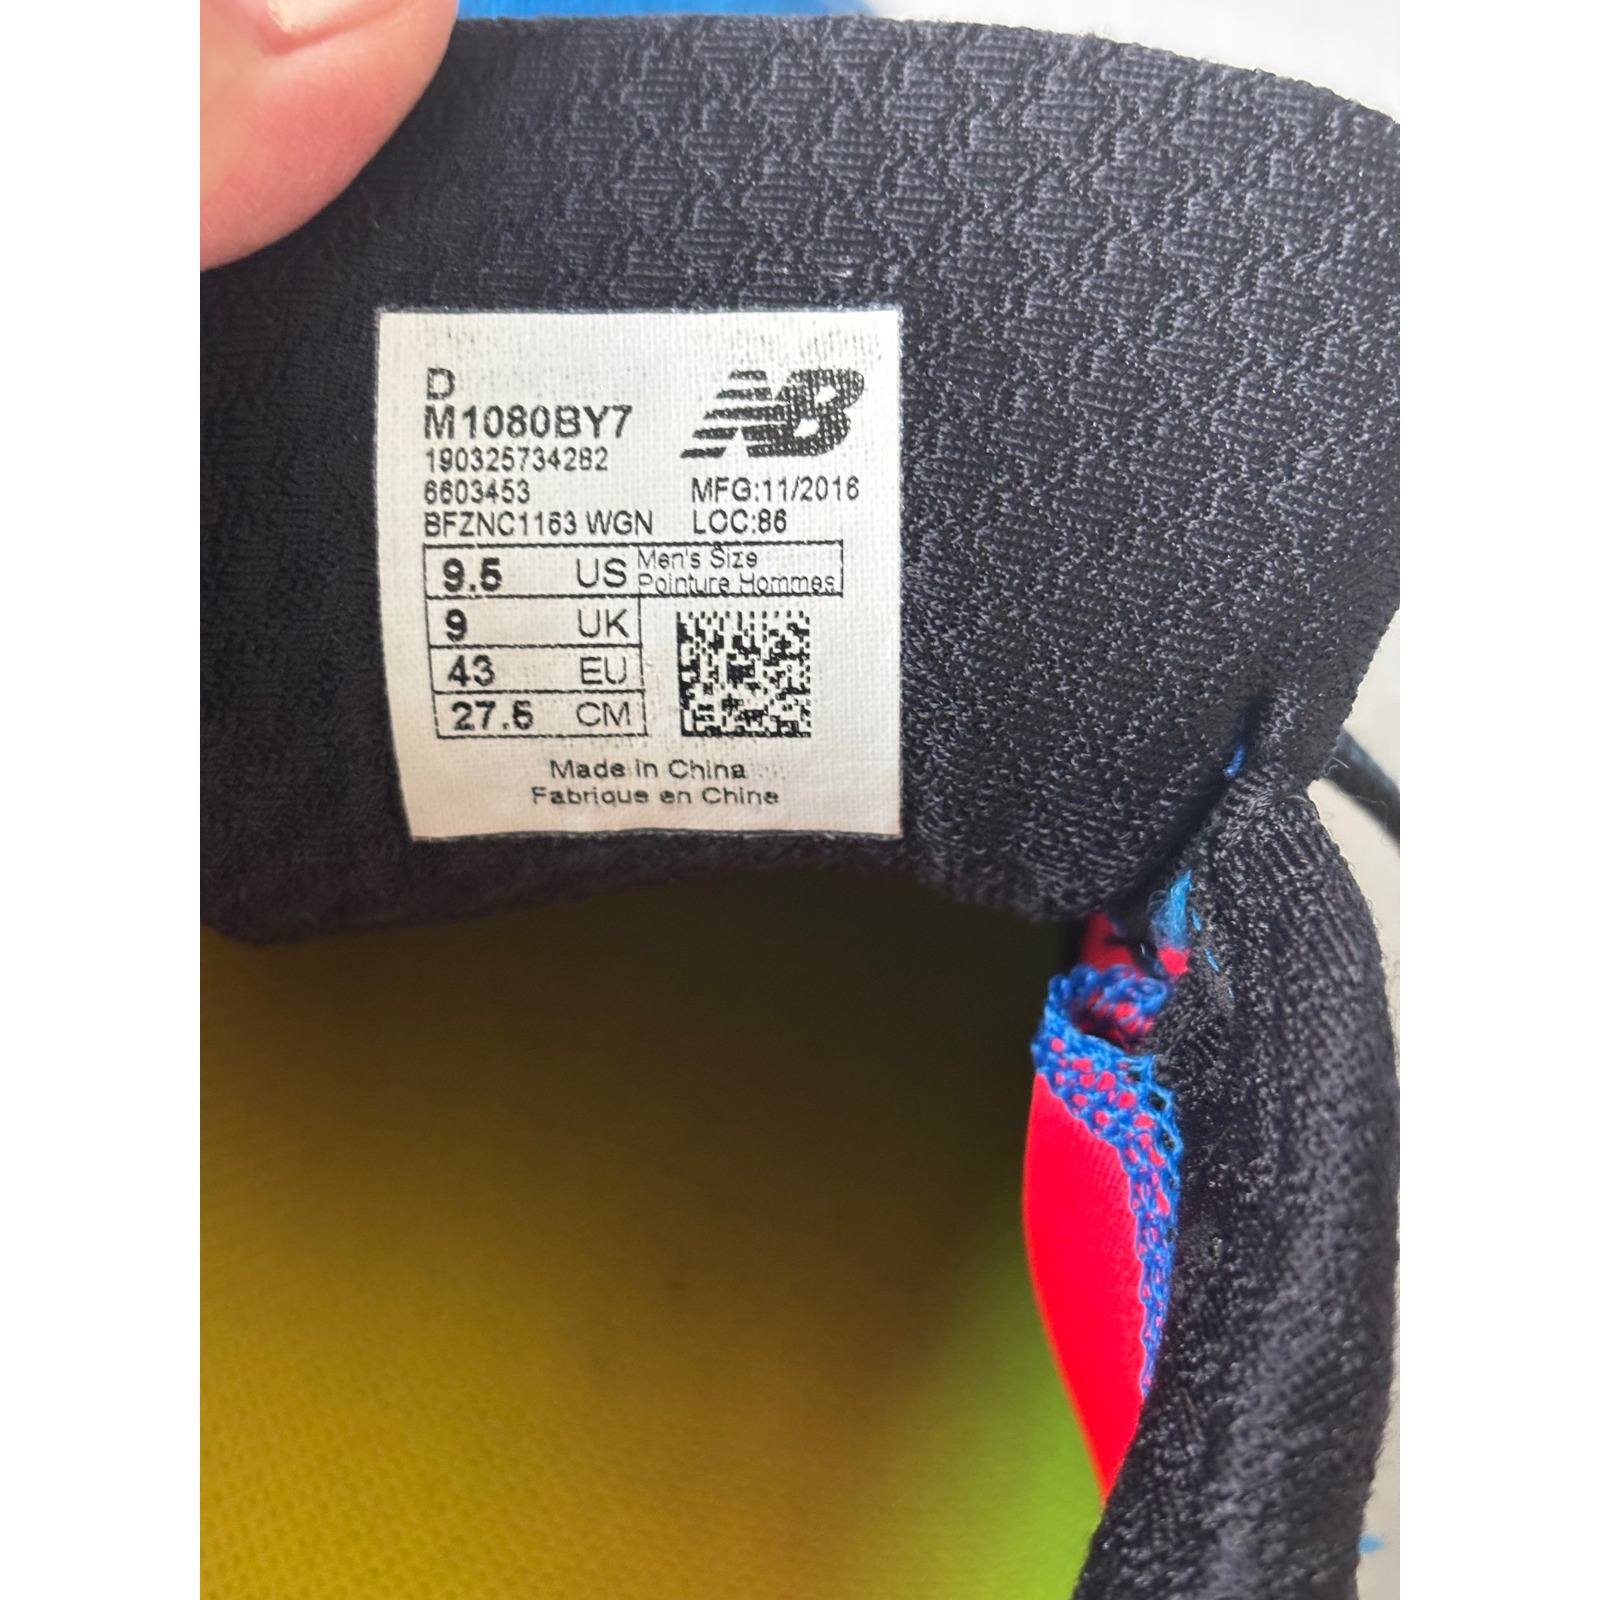 D
M1080BY7
NB
190325734282
6603453
MFG:11/2016
BFZNC1163 WGN
LOC:86
9.5 US Men's Size
Pointure Hommes
9 UK
43 EU
27.5 CM
Made in China
Fabrique en Chine